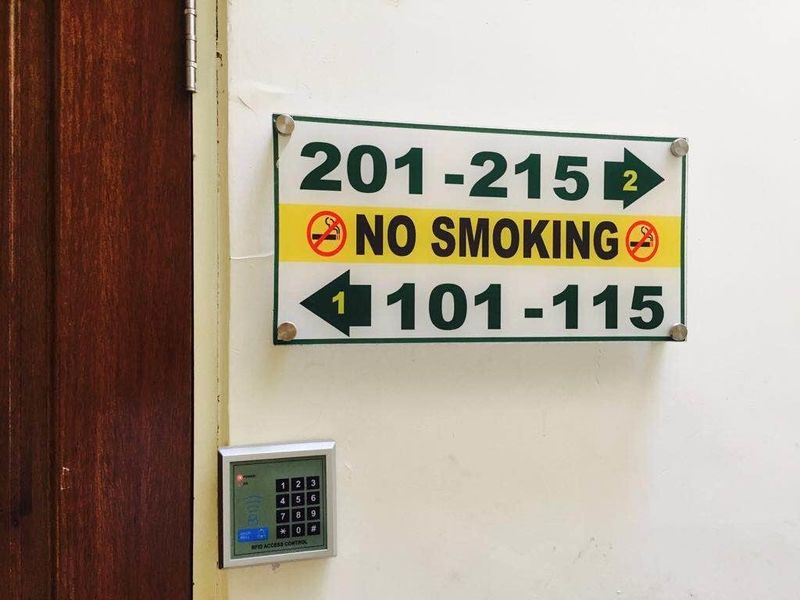 201-215 2
NO SMOKING
1 101-115
POWER
1 2 3
4 5 6
7 8 9
* 0 #
RFID ACCESS CONTROL